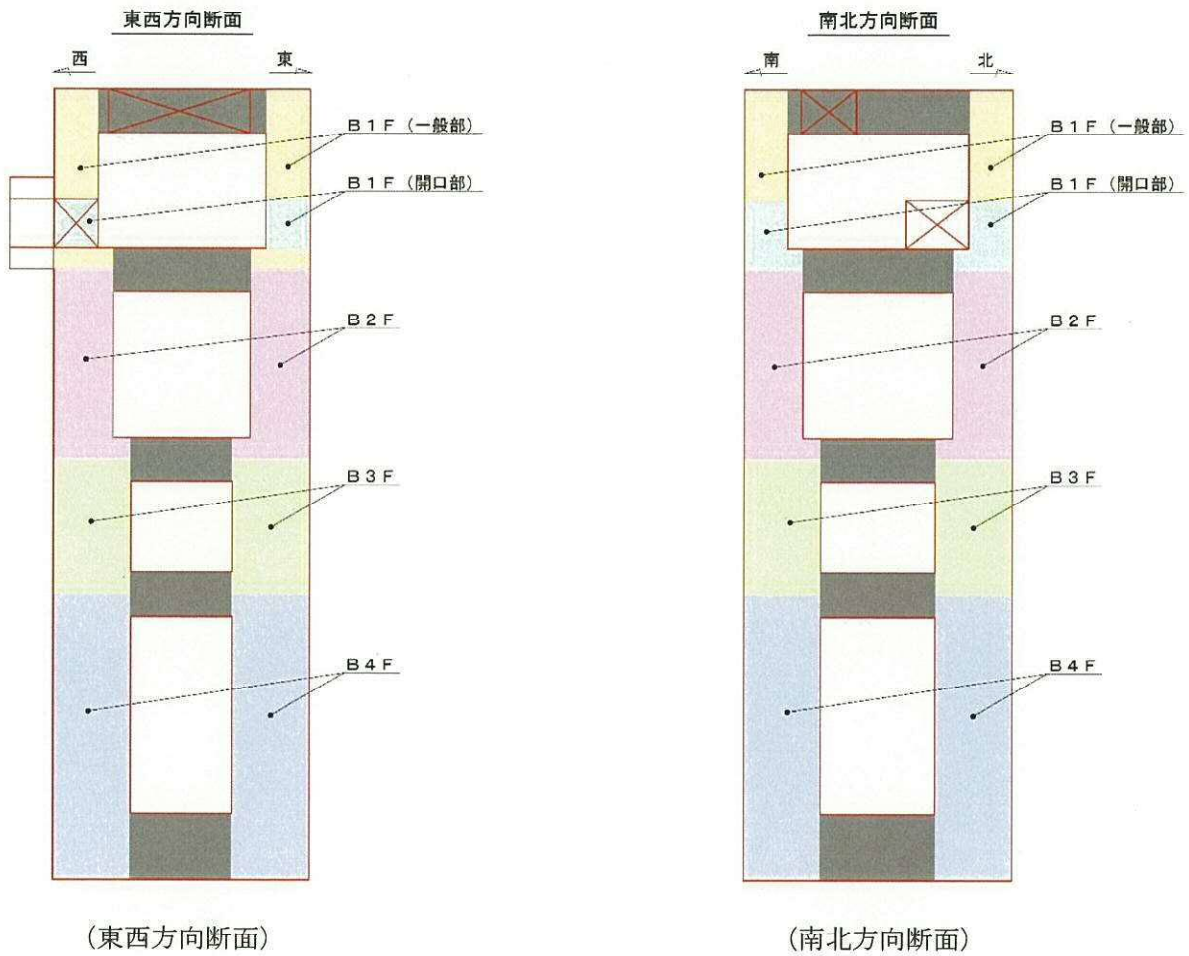 東西方向断面
西 東
B1F(一般部)
B1F(開口部)
B2F
B3F
B4F
(東西方向断面)
南北方向断面
南 北
B1F(一般部)
B1F(開口部)
B2F
B3F
B4F
(南北方向断面)